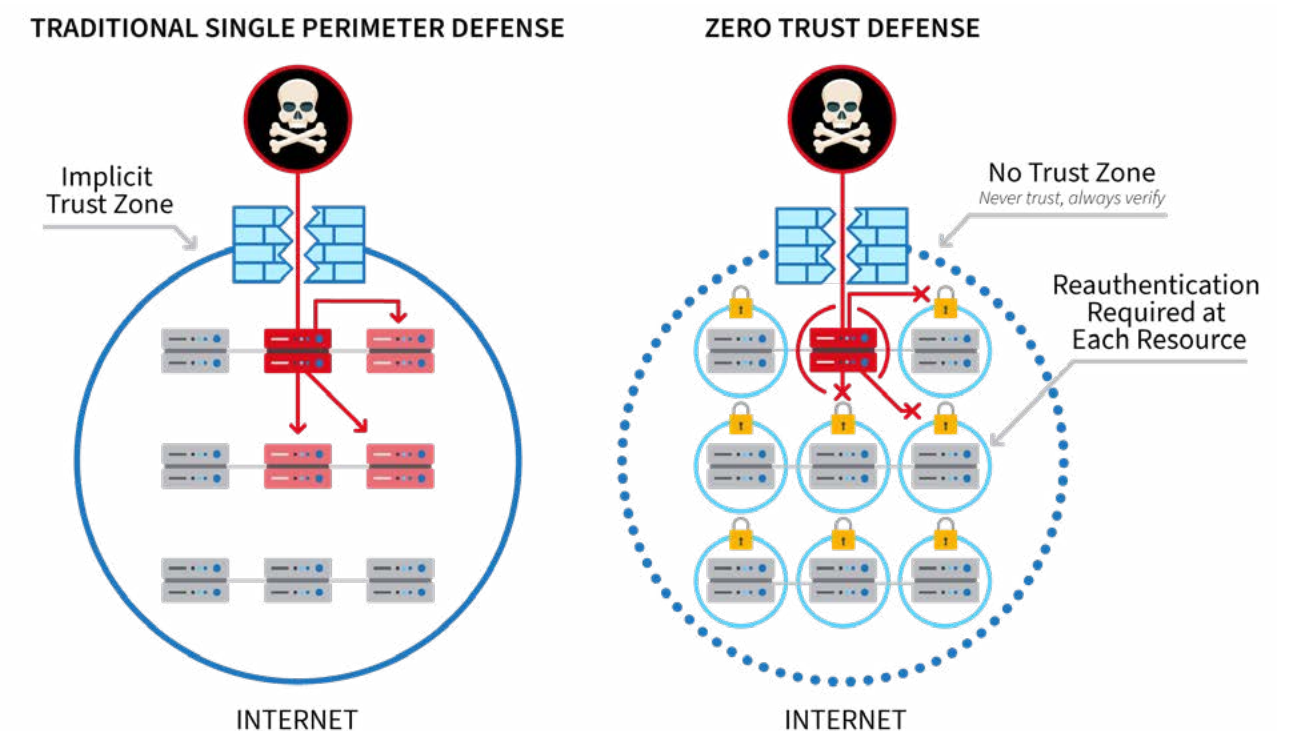 TRADITIONAL SINGLE PERIMETER DEFENSE
Implicit
Trust Zone
INTERNET
ZERO TRUST DEFENSE
No Trust Zone
Never trust, always verify
Reauthentication
Required at
Each Resource
INTERNET